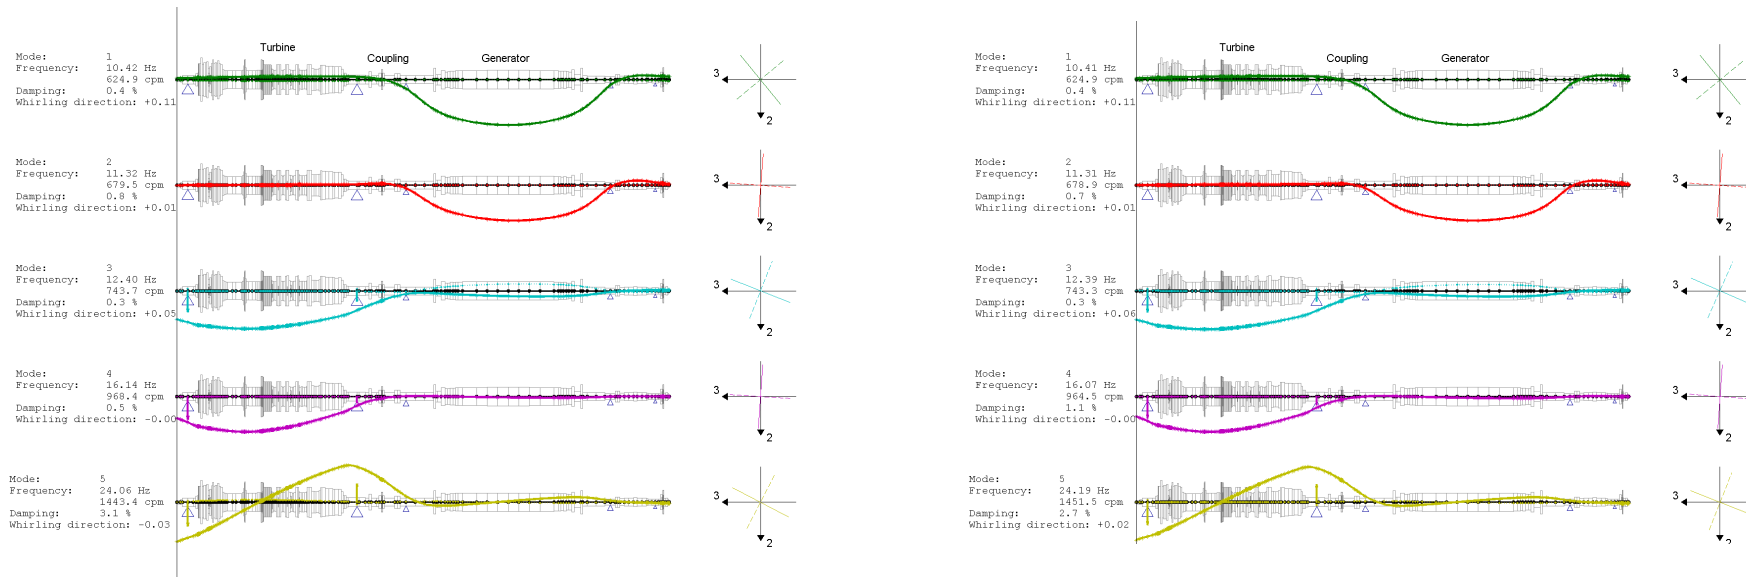 Turbine
Coupling
Generator
Mode: 1
Frequency: 10.42 Hz
624.9 cpm
Damping: 0.4 %
Whirling direction: +0.11
3
2
Mode: 2
Frequency: 11.32 Hz
679.5 cpm
Damping: 0.8 %
Whirling direction: +0.01
3
2
Mode: 3
Frequency: 12.40 Hz
743.7 cpm
Damping: 0.3 %
Whirling direction: +0.05
3
2
Mode: 4
Frequency: 16.14 Hz
968.4 cpm
Damping: 0.5 %
Whirling direction: -0.00
3
2
Mode: 5
Frequency: 24.06 Hz
1443.4 cpm
Damping: 3.1 %
Whirling direction: -0.03
3
2
Turbine
Coupling
Generator
Mode: 1
Frequency: 10.41 Hz
624.9 cpm
Damping: 0.4 %
Whirling direction: +0.11
3
2
Mode: 2
Frequency: 11.31 Hz
678.9 cpm
Damping: 0.7 %
Whirling direction: +0.01
3
2
Mode: 3
Frequency: 12.39 Hz
743.3 cpm
Damping: 0.3 %
Whirling direction: +0.06
3
2
Mode: 4
Frequency: 16.07 Hz
964.5 cpm
Damping: 1.1 %
Whirling direction: -0.00
3
2
Mode: 5
Frequency: 24.19 Hz
1451.5 cpm
Damping: 2.7 %
Whirling direction: +0.02
3
2